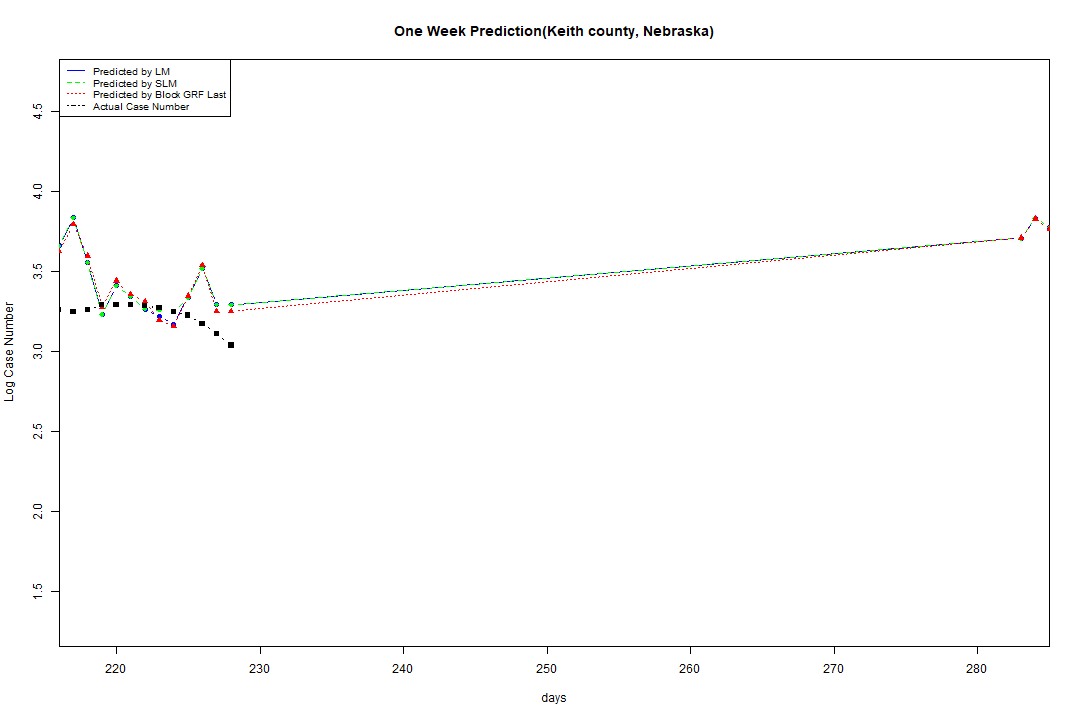 One Week Prediction(Keith county, Nebraska)
Predicted by LM
Predicted by SLM
Predicted by Block GRF Last
Actual Case Number
4.5
4.0
3.5
3.0
2.5
2.0
1.5
Log Case Number
220 230 240 250 260 270 280
days